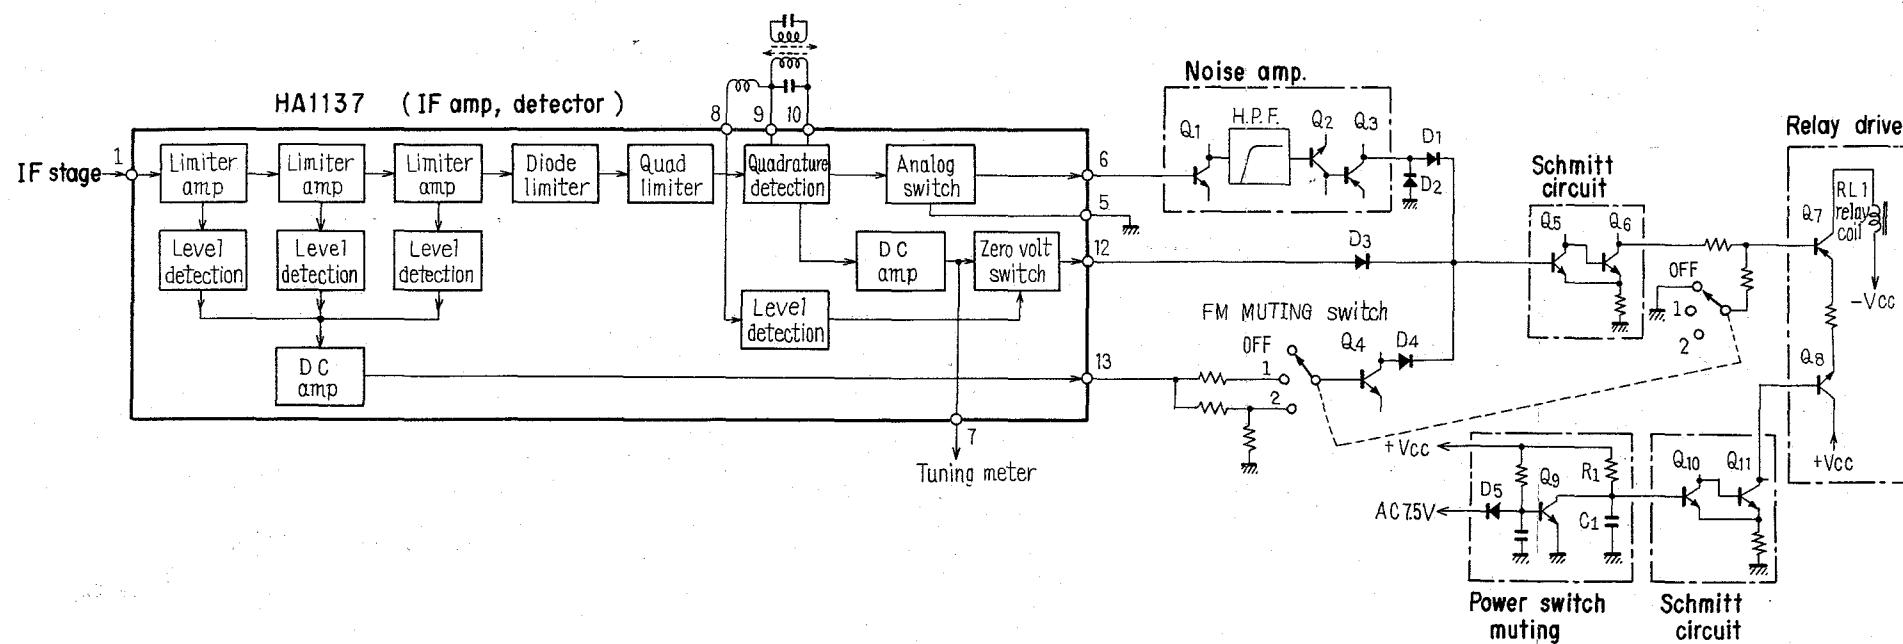 HA1137 (IF amp, detector)
IF stage
1
8
9
10
Limiter
amp
Limiter
amp
Limiter
amp
Diode
limiter
Quad
limiter
Quadrature
detection
Analog
switch
6
5
Level
detection
Level
detection
Level
detection
DC
amp
Zero volt
switch
12
Level
detection
DC
amp
13
7
Tuning meter
Noise amp.
Q1
H.P.F.
Q2
Q3
D1
D2
D3
FM MUTING switch
OFF
1
2
Q4
D4
Schmitt
circuit
Q5
Q6
OFF
1
2
Relay drive
RL1
relay
coil
Q7
-Vcc
Q8
+Vcc
+Vcc
AC7.5V
D5
Q9
R1
C1
Power switch
muting
Q10
Q11
Schmitt
circuit